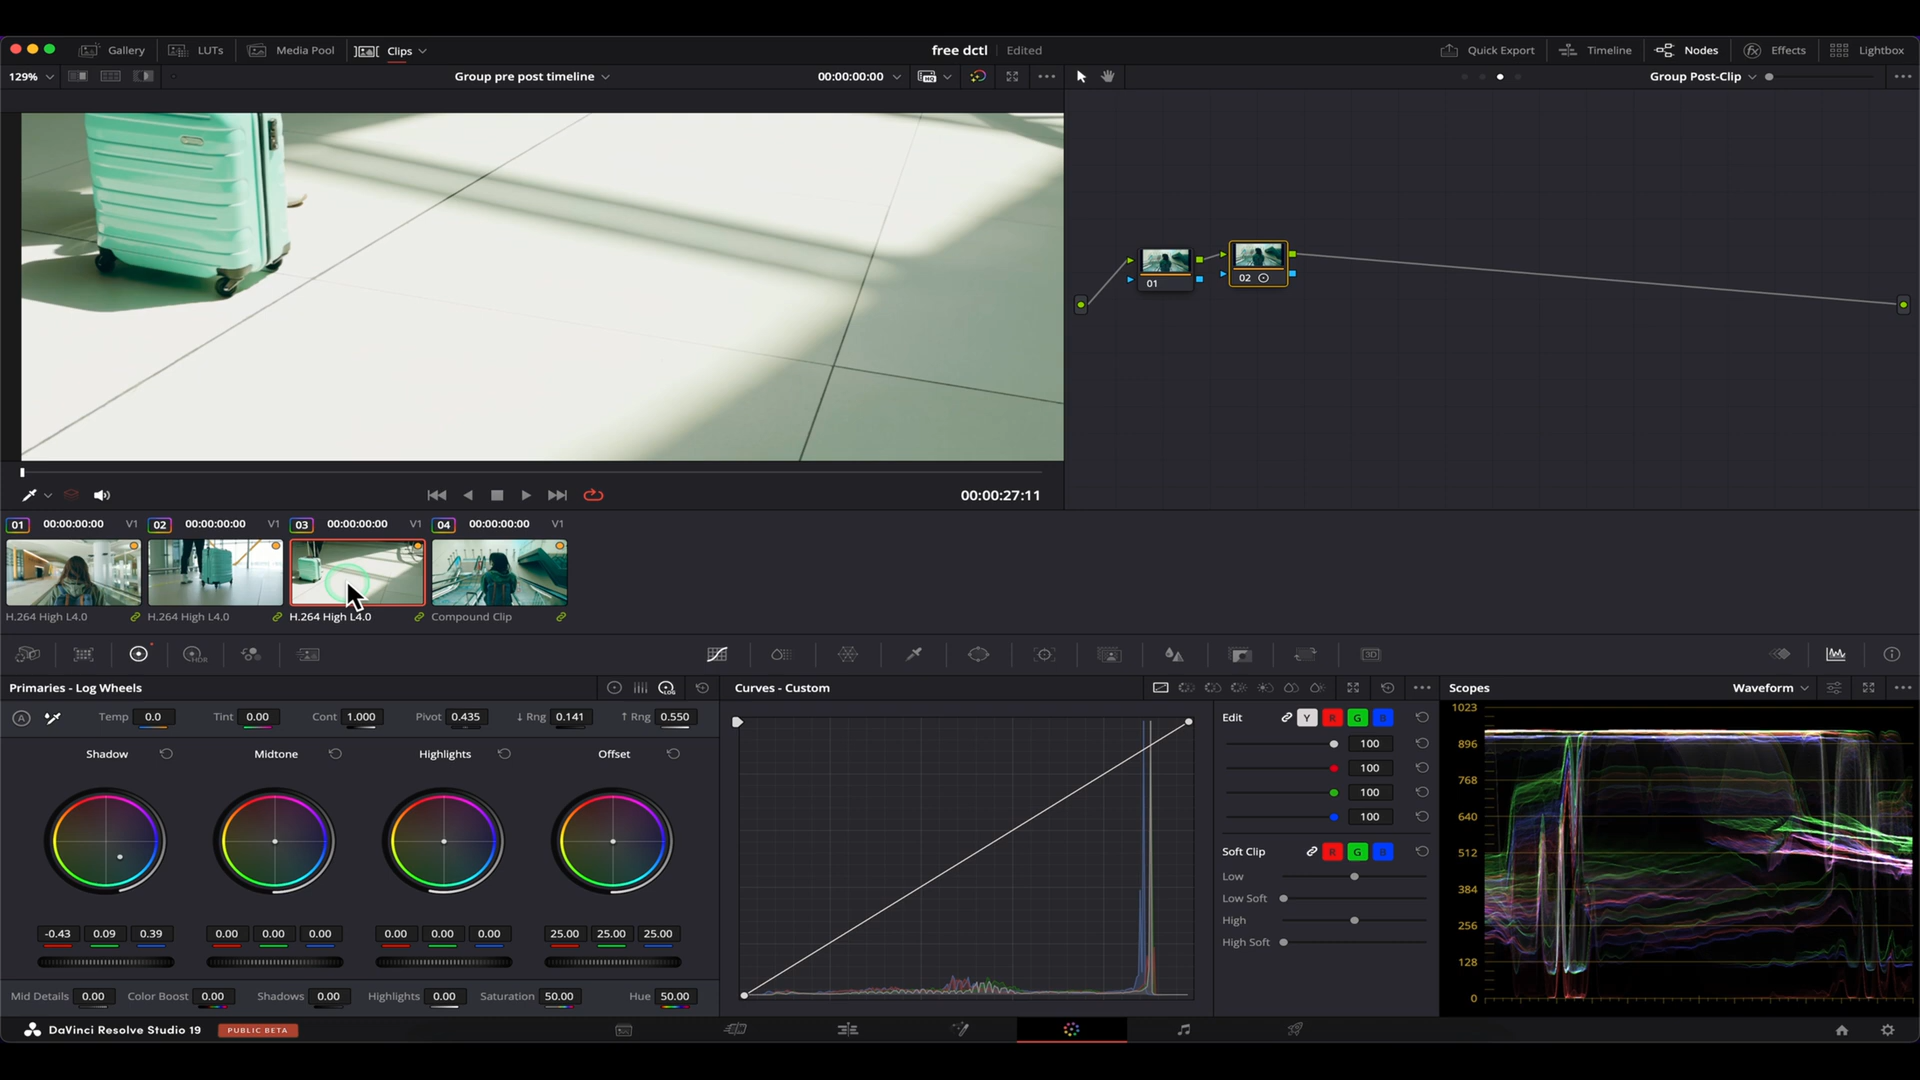 Gallery LUTs Media Pool Clips free dctl Edited Quick Export Timeline Nodes Effects Lightbox
129% Group pre post timeline 00:00:00:00 HQ Group Post-Clip
01 02
00:00:27:11
01 00:00:00:00 V1 02 00:00:00:00 V1 03 00:00:00:00 V1 04 00:00:00:00 V1
H.264 High L4.0 H.264 High L4.0 H.264 High L4.0 Compound Clip
HDR 3D
Primaries - Log Wheels LOG Curves - Custom Scopes Waveform
A Temp 0.0 Tint 0.00 Cont 1.000 Pivot 0.435 ↓ Rng 0.141 ↑ Rng 0.550 Edit Y R G B 1023
Shadow Midtone Highlights Offset 100 896
100 768
100 640
100
Soft Clip R G B 512
Low 384
Low Soft
High 256
-0.43 0.09 0.39 0.00 0.00 0.00 0.00 0.00 0.00 25.00 25.00 25.00 High Soft
128
Mid Details 0.00 Color Boost 0.00 Shadows 0.00 Highlights 0.00 Saturation 50.00 Hue 50.00 0
DaVinci Resolve Studio 19 PUBLIC BETA